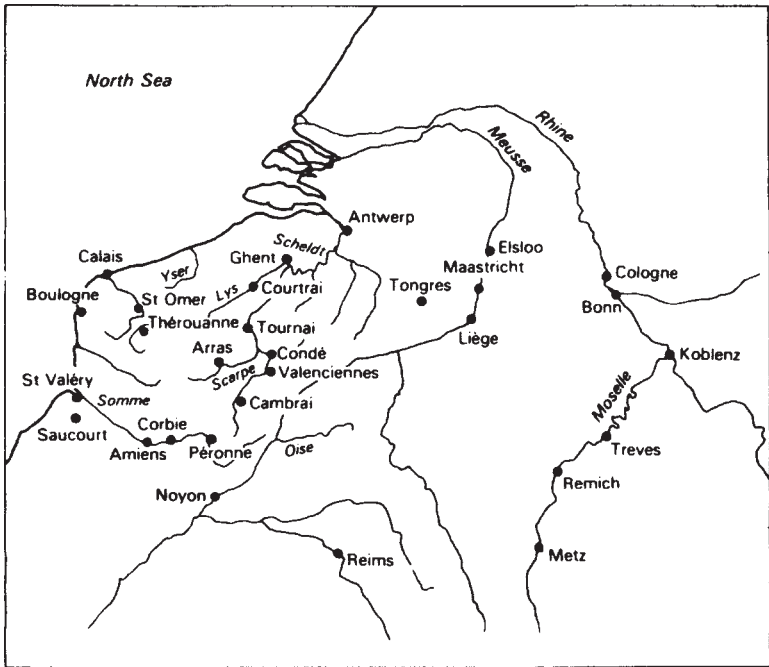 North Sea
Rhine
Meusse
Antwerp
Scheldt
Ghent
Elsloo
Calais
Yser
Maastricht
Cologne
Lys
Courtrai
Tongres
Boulogne
St Omer
Bonn
Thérouanne
Tournai
Liège
Arras
Condé
Koblenz
Scarpe
Valenciennes
St Valéry
Somme
Cambrai
Moselle
Saucourt
Corbie
Amiens
Péronne
Oise
Treves
Noyon
Remich
Reims
Metz